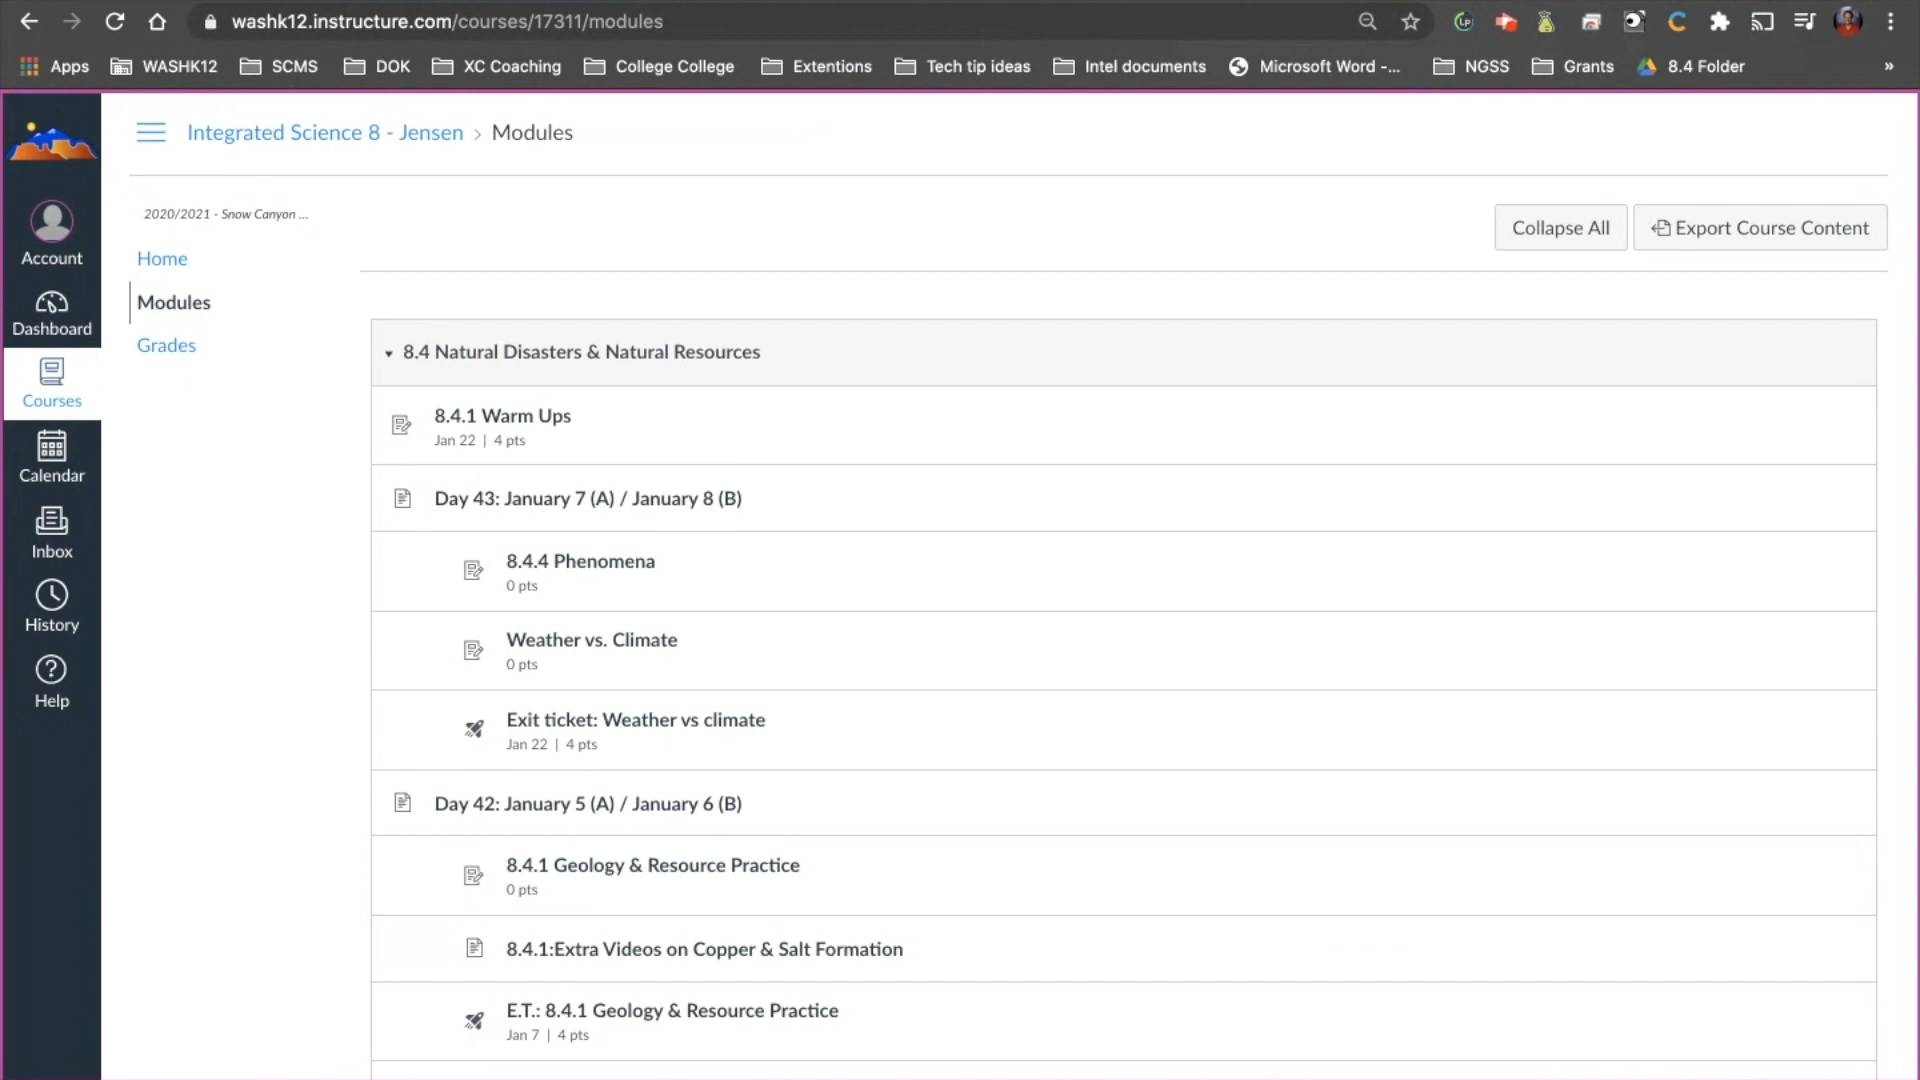 washk12.instructure.com/courses/17311/modules
Apps WASHK12 SCMS DOK XC Coaching College College Extentions Tech tip ideas Intel documents Microsoft Word -... NGSS Grants 8.4 Folder »
Integrated Science 8 - Jensen › Modules
2020/2021 - Snow Canyon ...
Collapse All
Export Course Content
Home
Modules
Grades
Account
Dashboard
Courses
Calendar
Inbox
History
Help
8.4 Natural Disasters & Natural Resources
8.4.1 Warm Ups
Jan 22 | 4 pts
Day 43: January 7 (A) / January 8 (B)
8.4.4 Phenomena
0 pts
Weather vs. Climate
0 pts
Exit ticket: Weather vs climate
Jan 22 | 4 pts
Day 42: January 5 (A) / January 6 (B)
8.4.1 Geology & Resource Practice
0 pts
8.4.1:Extra Videos on Copper & Salt Formation
E.T.: 8.4.1 Geology & Resource Practice
Jan 7 | 4 pts